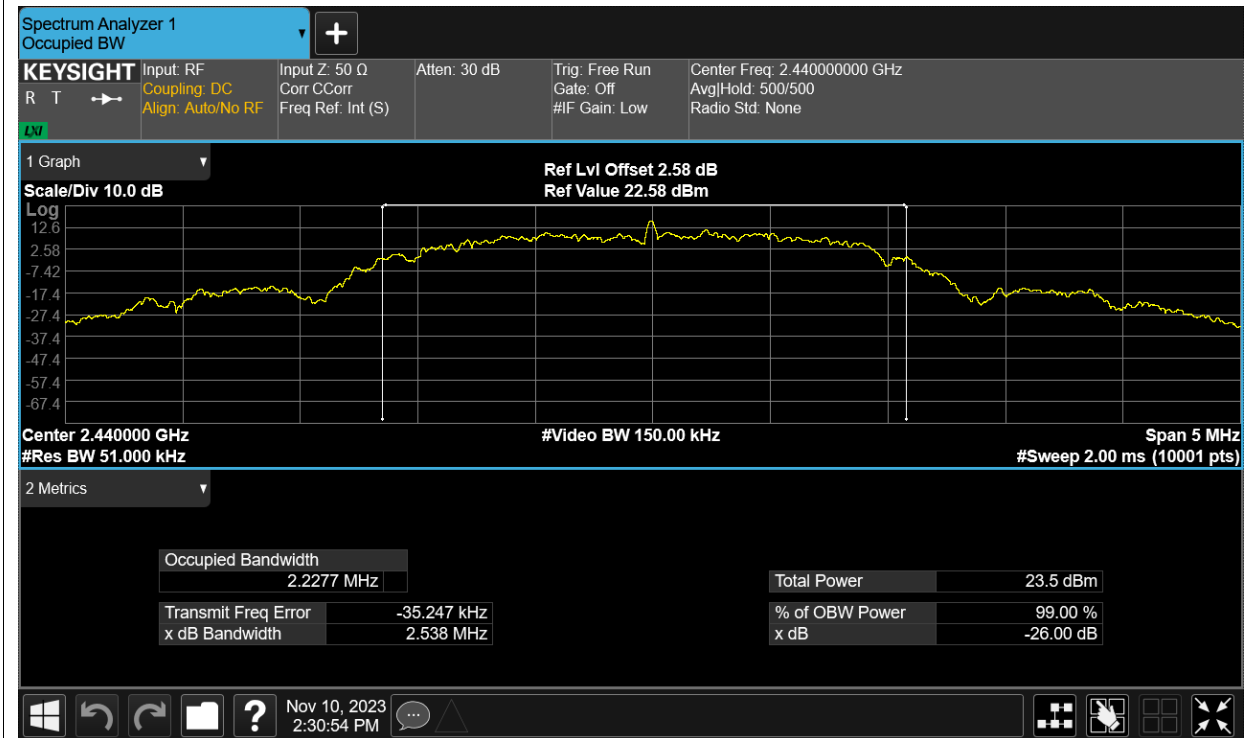 Spectrum Analyzer 1
Occupied BW
KEYSIGHT
R T
LXI
Input: RF
Coupling: DC
Align: Auto/No RF
Input Z: 50 Ω
Corr CCorr
Freq Ref: Int (S)
Atten: 30 dB
Trig: Free Run
Gate: Off
#IF Gain: Low
Center Freq: 2.440000000 GHz
Avg|Hold: 500/500
Radio Std: None
1 Graph
Scale/Div 10.0 dB
Ref Lvl Offset 2.58 dB
Ref Value 22.58 dBm
Log
12.6
2.58
-7.42
-17.4
-27.4
-37.4
-47.4
-57.4
-67.4
Center 2.440000 GHz
#Video BW 150.00 kHz
Span 5 MHz
#Res BW 51.000 kHz
#Sweep 2.00 ms (10001 pts)
2 Metrics
Occupied Bandwidth
2.2277 MHz
Total Power 23.5 dBm
Transmit Freq Error -35.247 kHz
% of OBW Power 99.00 %
x dB Bandwidth 2.538 MHz
x dB -26.00 dB
?
Nov 10, 2023
2:30:54 PM